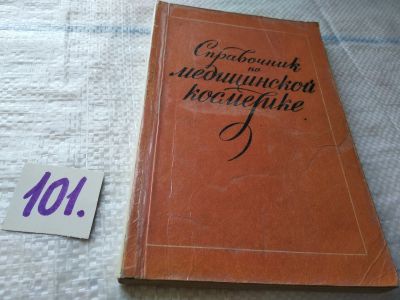 Справочник
по
медицинской
косметике
101.